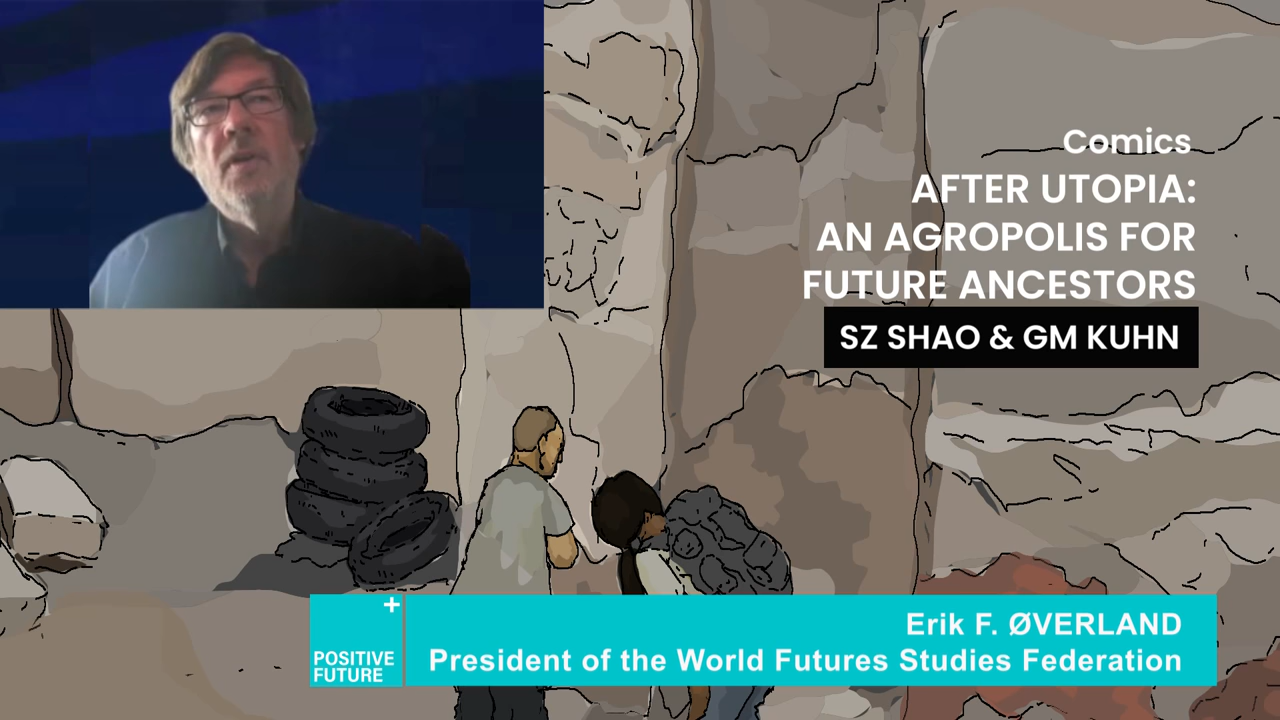 Comics
AFTER UTOPIA:
AN AGROPOLIS FOR
FUTURE ANCESTORS
SZ SHAO & GM KUHN
+
POSITIVE
FUTURE
Erik F. ØVERLAND
President of the World Futures Studies Federation